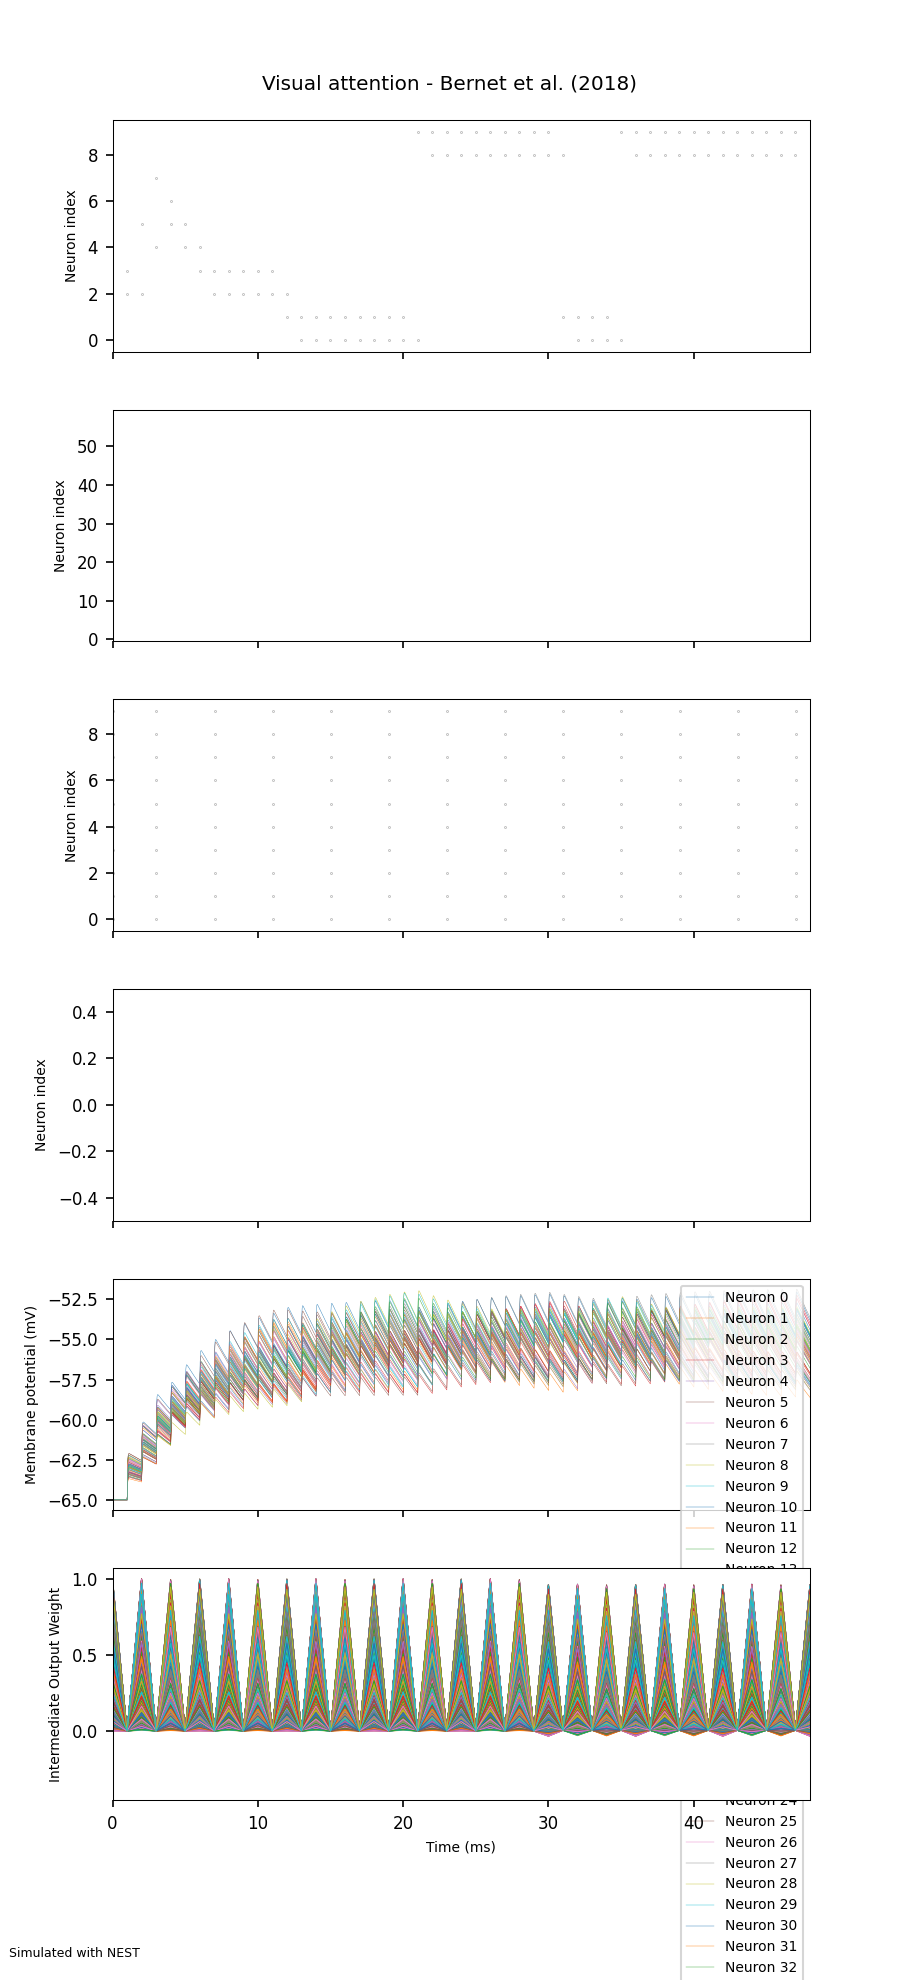 Visual attention - Bernet et al. (2018)
Neuron index
8
6
4
2
0
Neuron index
50
40
30
20
10
0
Neuron index
8
6
4
2
0
Neuron index
0.4
0.2
0.0
−0.2
−0.4
Membrane potential (mV)
−52.5
−55.0
−57.5
−60.0
−62.5
−65.0
Neuron 0
Neuron 1
Neuron 2
Neuron 3
Neuron 4
Neuron 5
Neuron 6
Neuron 7
Neuron 8
Neuron 9
Neuron 10
Neuron 11
Neuron 12
Neuron 13
Intermediate Output Weight
1.0
0.5
0.0
Neuron 24
0 10 20 30 40
Neuron 25
Time (ms)
Neuron 26
Neuron 27
Neuron 28
Neuron 29
Neuron 30
Neuron 31
Neuron 32
Simulated with NEST